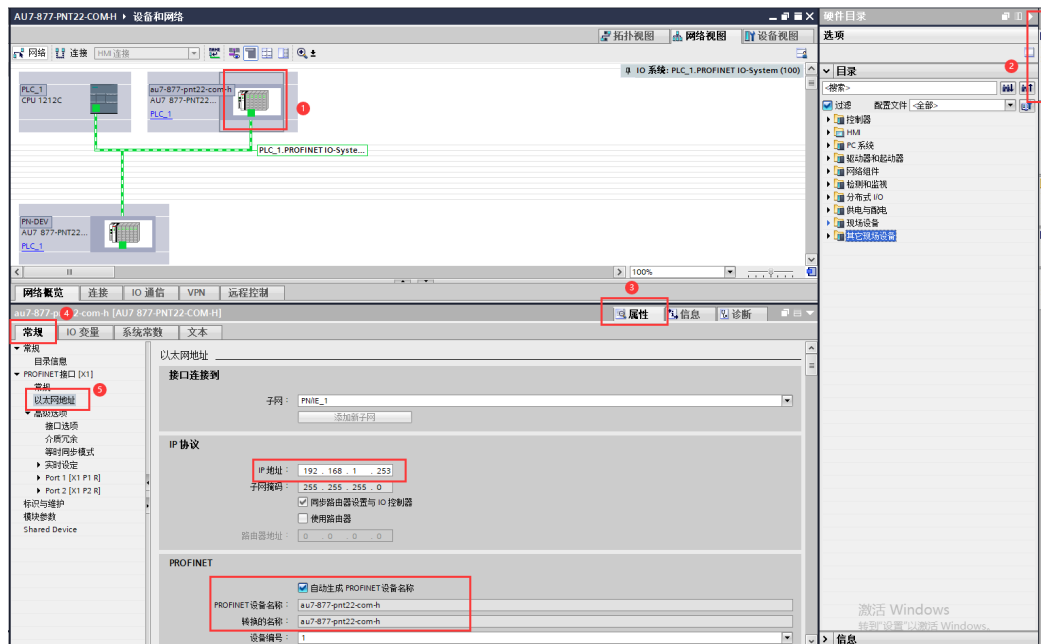 AU7-877-PNT22-COM-H ▸ 设备和网络
硬件目录
拓扑视图
网络视图
设备视图
选项
网络
连接
HMI 连接
IO 系统: PLC_1.PROFINET IO-System (100)
2
目录
<搜索>
过滤
配置文件
<全部>
控制器
HMI
PC 系统
驱动器和起动器
网络组件
检测和监视
分布式 I/O
供电与配电
现场设备
其它现场设备
PLC_1
CPU 1212C
au7-877-pnt22-com-h
AU7 877-PNT22...
PLC_1
1
PLC_1.PROFINET IO-Syste...
PN-DEV
AU7 877-PNT22...
PLC_1
100%
网络概览
连接
IO 通信
VPN
远程控制
3
4
[AU7 877-PNT22-COM-H]
属性
信息
诊断
常规
IO 变量
系统常数
文本
常规
目录信息
PROFINET接口 [X1]
常规
5
以太网地址
高级选项
接口选项
介质冗余
等时同步模式
实时设定
Port 1 [X1 P1 R]
Port 2 [X1 P2 R]
标识与维护
模块参数
Shared Device
以太网地址
接口连接到
子网：
PN/IE_1
添加新子网
IP 协议
IP 地址：
192 . 168 . 1 . 253
子网掩码：
255 . 255 . 255 . 0
同步路由器设置与 IO 控制器
使用路由器
路由器地址：
0 . 0 . 0 . 0
PROFINET
自动生成 PROFINET 设备名称
PROFINET 设备名称：
au7-877-pnt22-com-h
转换的名称：
au7-877-pnt22-com-h
设备编号：
1
激活 Windows
转到"设置"以激活 Windows。
信息